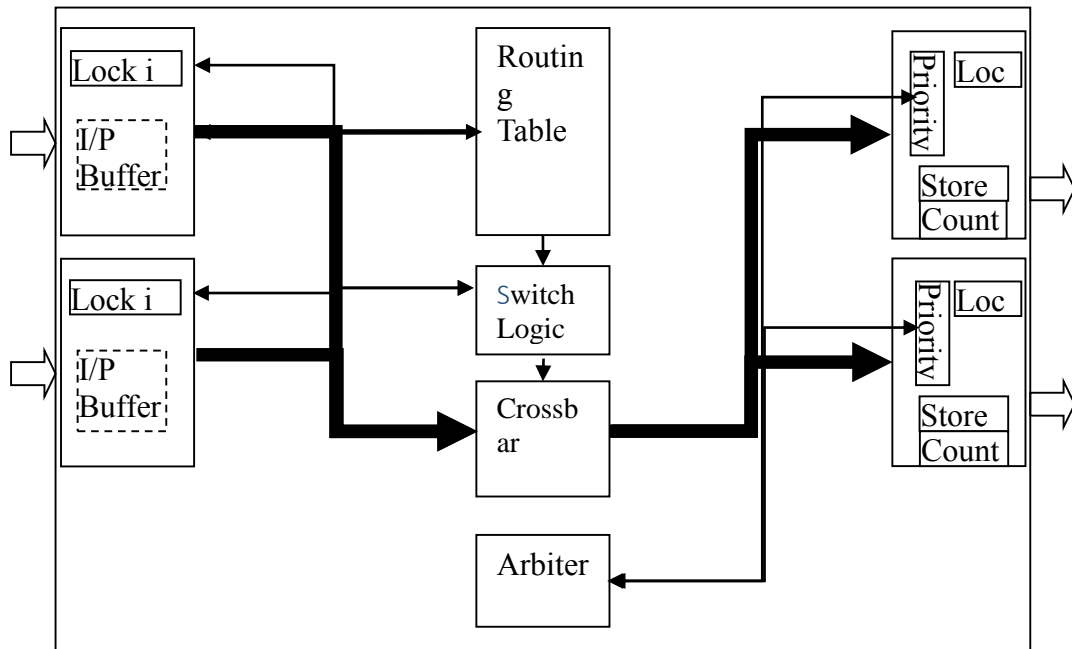 Lock i
I/P
Buffer
Lock i
I/P
Buffer
Routin
g
Table
Switch
Logic
Crossb
ar
Arbiter
Priority
Loc
Store
Count
Priority
Loc
Store
Count